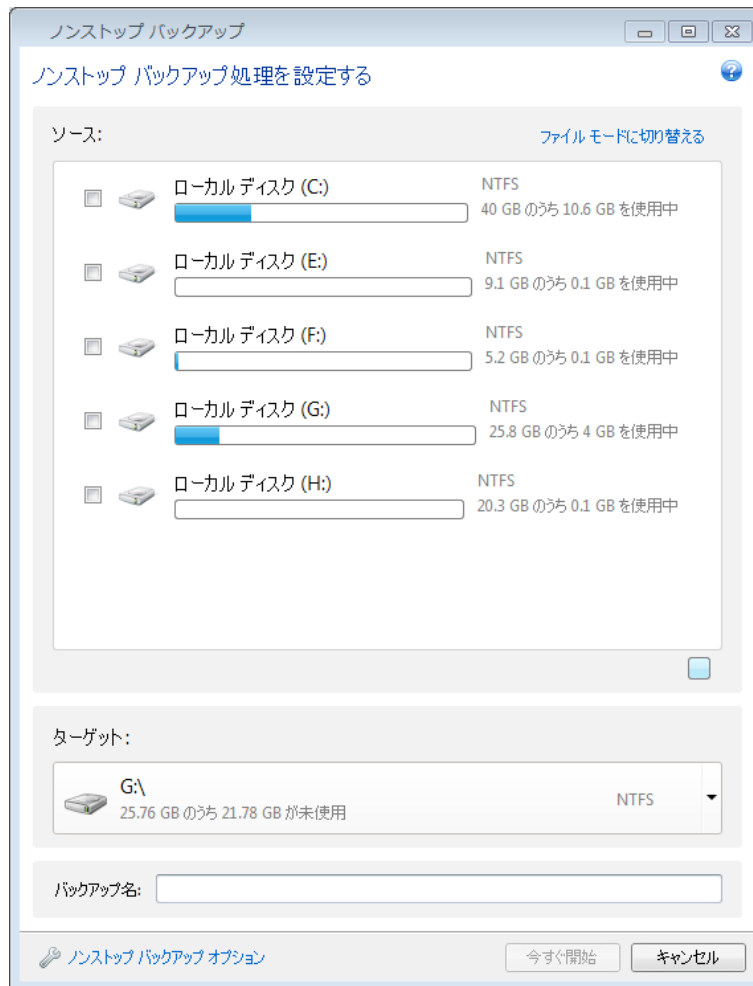 ノンストップ バックアップ
ノンストップ バックアップ処理を設定する
ソース:
ファイル モードに切り替える
ローカル ディスク (C:)
NTFS
40 GB のうち 10.6 GB を使用中
ローカル ディスク (E:)
NTFS
9.1 GB のうち 0.1 GB を使用中
ローカル ディスク (F:)
NTFS
5.2 GB のうち 0.1 GB を使用中
ローカル ディスク (G:)
NTFS
25.8 GB のうち 4 GB を使用中
ローカル ディスク (H:)
NTFS
20.3 GB のうち 0.1 GB を使用中
ターゲット:
G:\
25.76 GB のうち 21.78 GB が未使用
NTFS
バックアップ名:
ノンストップ バックアップ オプション
今すぐ開始
キャンセル